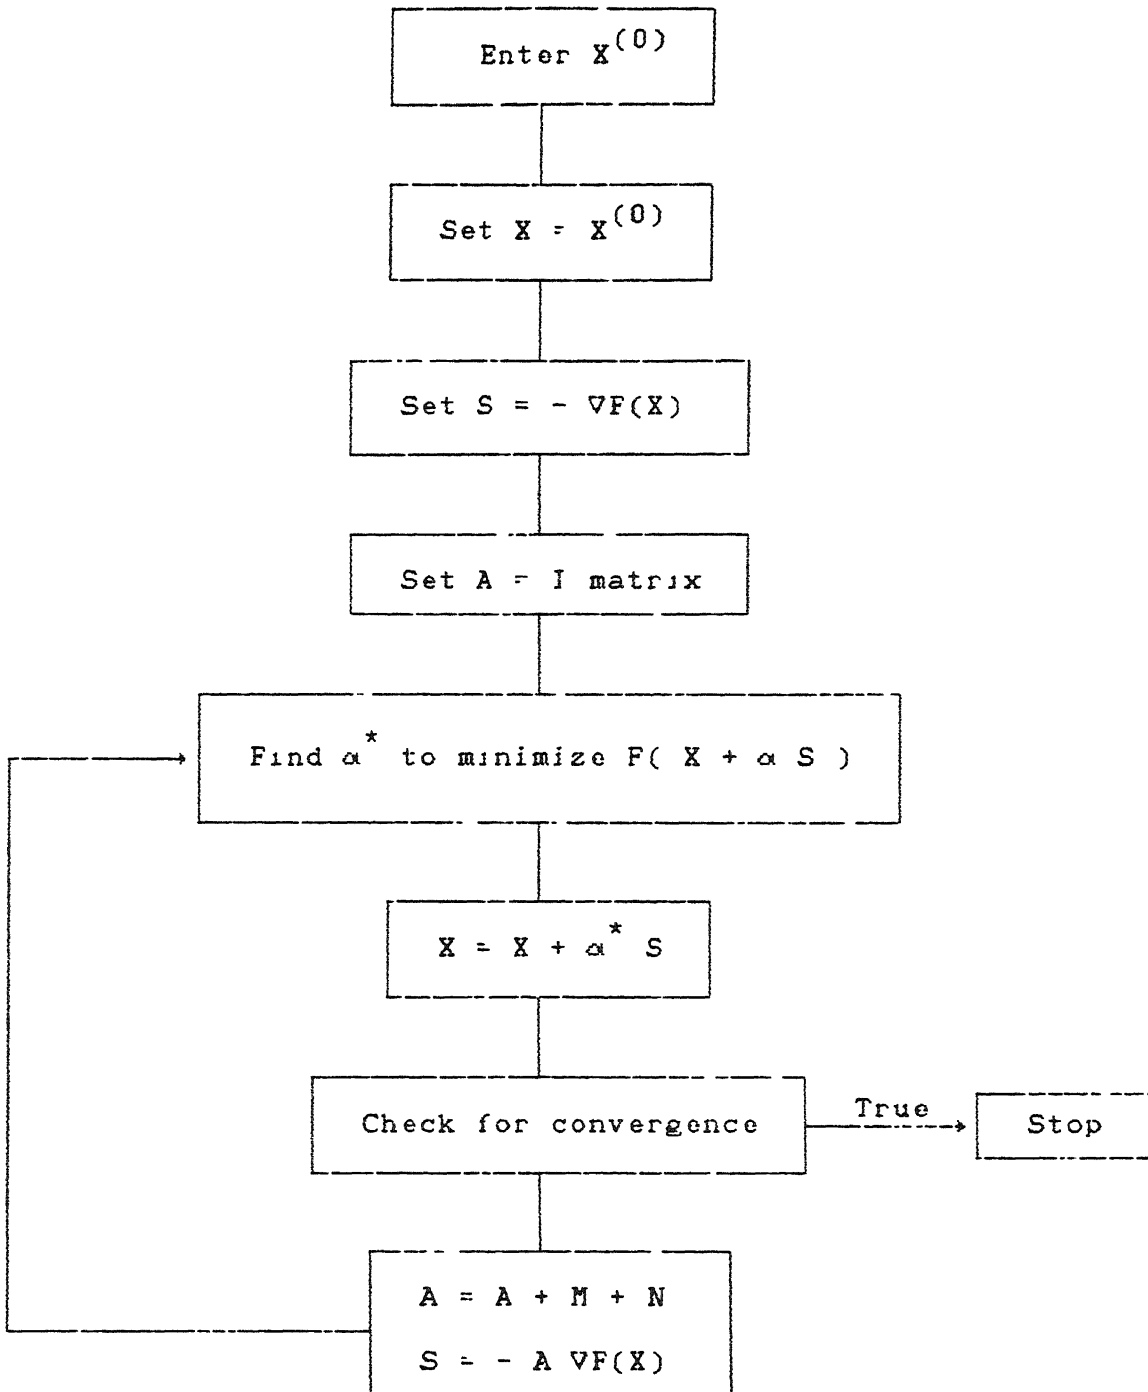 Enter X^(0)
Set X = X^(0)
Set S = - ∇F(X)
Set A = I matrix
Find α* to minimize F( X + α S )
X = X + α* S
Check for convergence
True
Stop
A = A + M + N
S = - A ∇F(X)